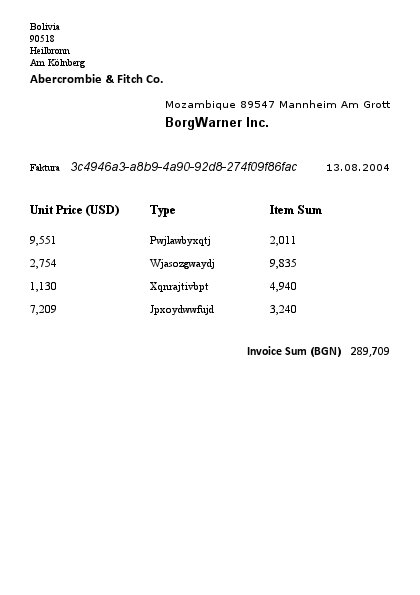 Bolivia
90518
Heilbronn
Am Kölnberg
Abercrombie & Fitch Co.
Mozambique 89547 Mannheim Am Grott
BorgWarner Inc.
Faktura 3c4946a3-a8b9-4a90-92d8-274f09f86fac 13.08.2004
Unit Price (USD) Type Item Sum
9,551 Pwjlawbyxqtj 2,011
2,754 Wjasozgwaydj 9,835
1,130 Xqnrajtivbpt 4,940
7,209 Jpxoydwwfujd 3,240
Invoice Sum (BGN) 289,709